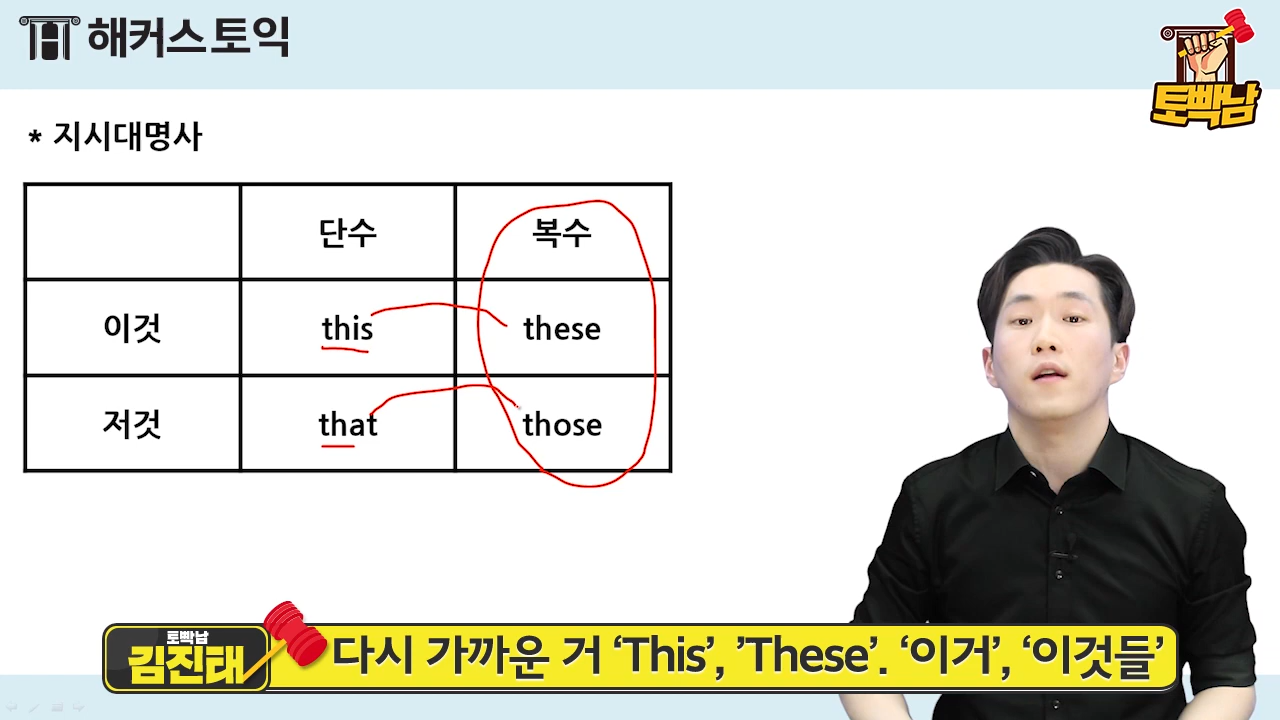 해커스토익
토빡남
* 지시대명사
단수 복수
이것 this these
저것 that those
토빡남
김진태
다시 가까운 거 ‘This’, ’These’. ‘이거’, ‘이것들’